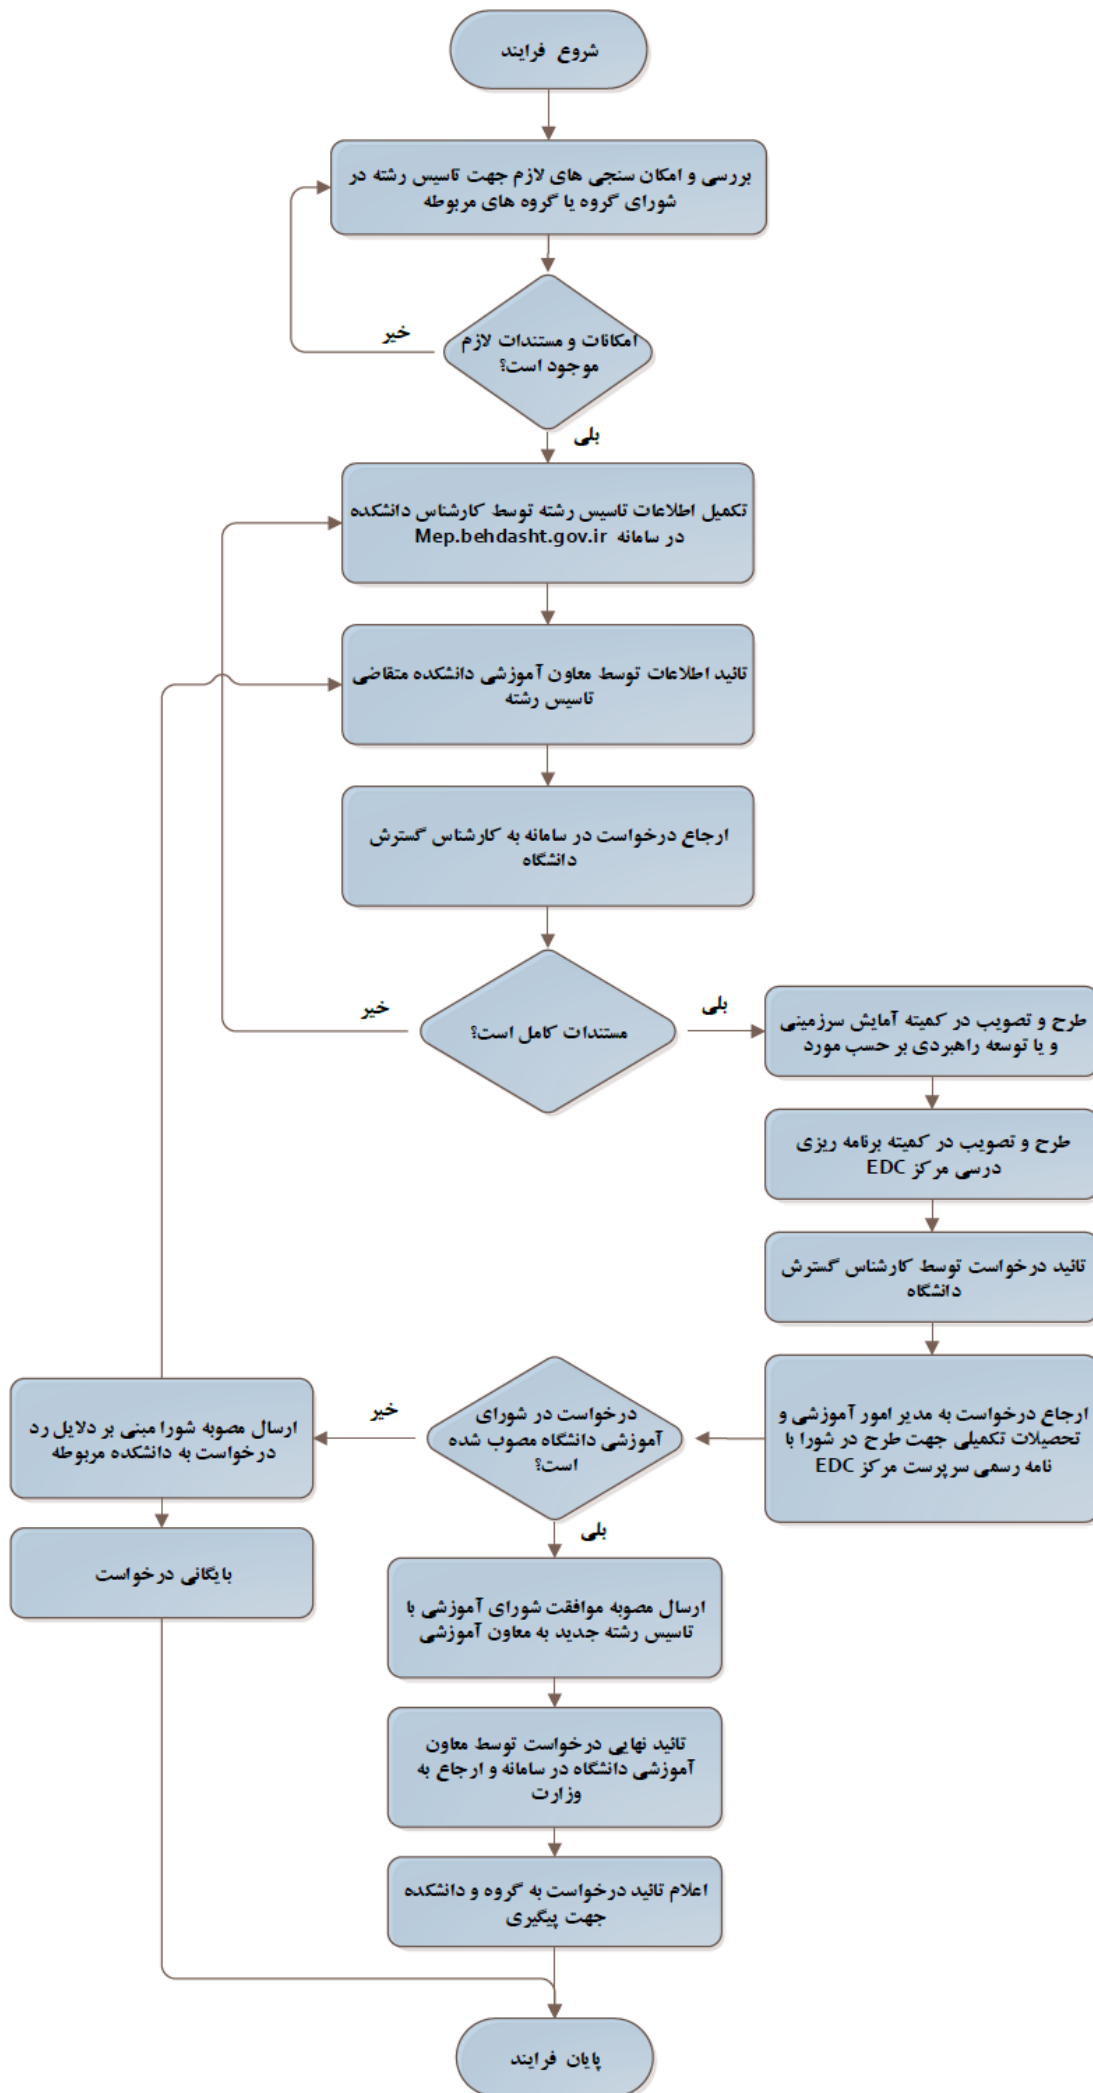 شروع فرایند
بررسی و امکان سنجی های لازم جهت تاسیس رشته در
شورای گروه یا گروه های مربوطه
امکانات و مستندات لازم
موجود است؟
خیر
بلی
تکمیل اطلاعات تاسیس رشته توسط کارشناس دانشکده
در سامانه Mep.behdasht.gov.ir
تائید اطلاعات توسط معاون آموزشی دانشکده متقاضی
تاسیس رشته
ارجاع درخواست در سامانه به کارشناس گسترش
دانشگاه
مستندات کامل است؟
خیر
بلی
طرح و تصویب در کمیته آمایش سرزمینی
و یا توسعه راهبردی بر حسب مورد
طرح و تصویب در کمیته برنامه ریزی
درسی مرکز EDC
تائید درخواست توسط کارشناس گسترش
دانشگاه
ارجاع درخواست به مدیر امور آموزشی و
تحصیلات تکمیلی جهت طرح در شورا با
نامه رسمی سرپرست مرکز EDC
درخواست در شورای
آموزشی دانشگاه مصوب شده
است؟
خیر
ارسال مصوبه شورا مبنی بر دلایل رد
درخواست به دانشکده مربوطه
بایگانی درخواست
بلی
ارسال مصوبه موافقت شورای آموزشی با
تاسیس رشته جدید به معاون آموزشی
تائید نهایی درخواست توسط معاون
آموزشی دانشگاه در سامانه و ارجاع به
وزارت
اعلام تائید درخواست به گروه و دانشکده
جهت پیگیری
پایان فرایند